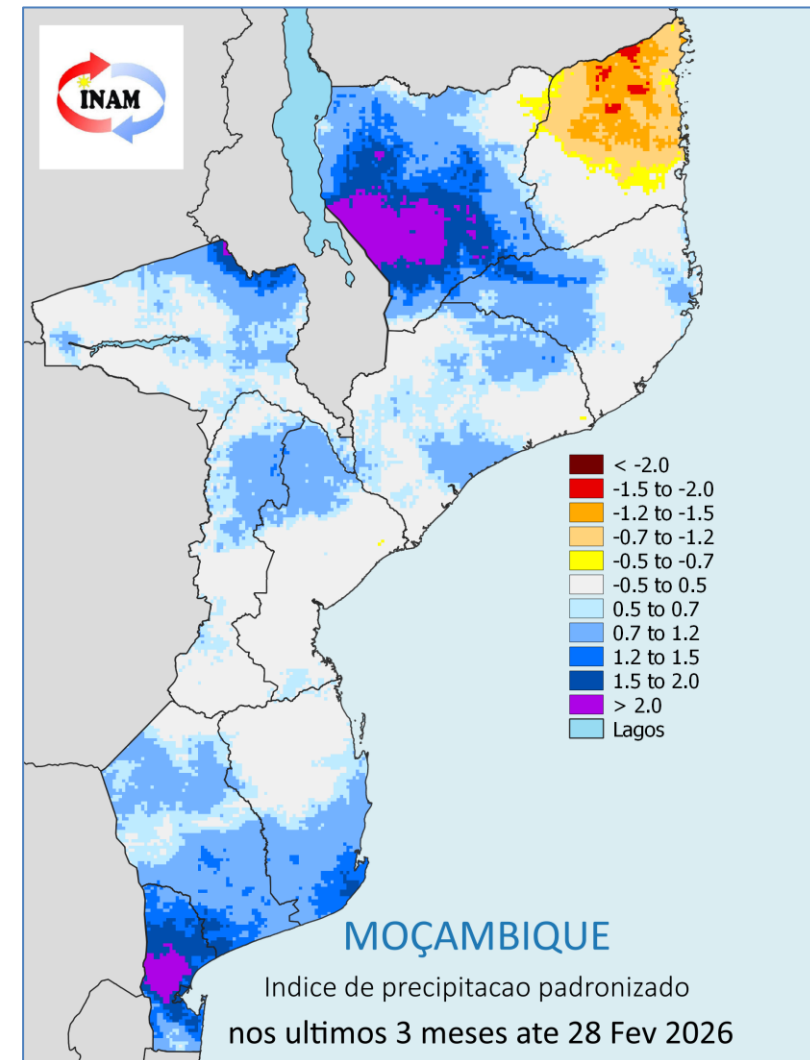 INAM
< -2.0
-1.5 to -2.0
-1.2 to -1.5
-0.7 to -1.2
-0.5 to -0.7
-0.5 to 0.5
0.5 to 0.7
0.7 to 1.2
1.2 to 1.5
1.5 to 2.0
> 2.0
Lagos
MOÇAMBIQUE
Indice de precipitacao padronizado
nos ultimos 3 meses ate 28 Fev 2026